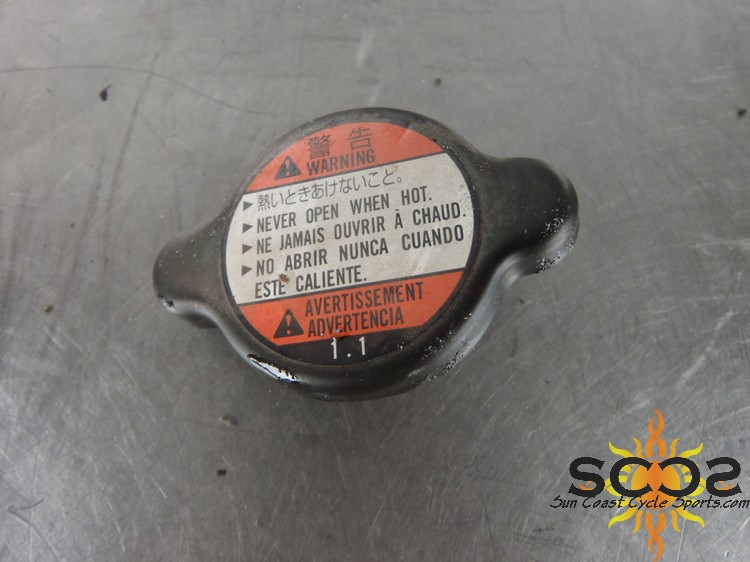 警告
WARNING
▶熱いときあけないこと。
▶NEVER OPEN WHEN HOT.
▶NE JAMAIS OUVRIR À CHAUD.
▶NO ABRIR NUNCA CUANDO
ESTÉ CALIENTE.
AVERTISSEMENT
ADVERTENCIA
1.1
SCCS
Sun Coast Cycle Sports.com